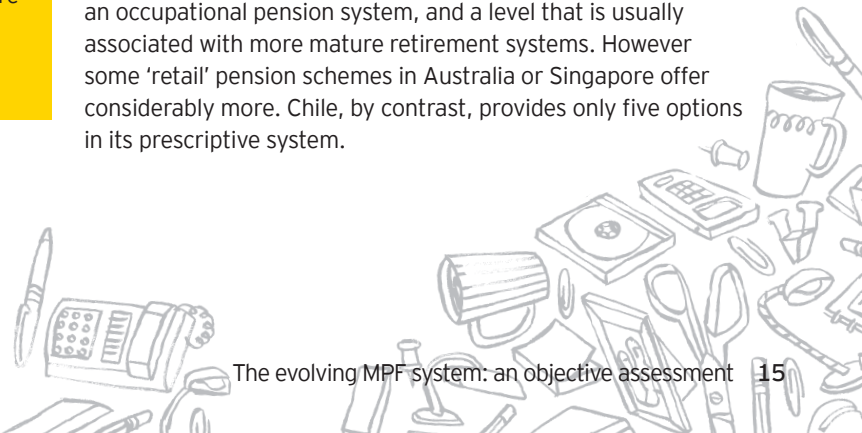 an occupational pension system, and a level that is usually
associated with more mature retirement systems. However
some ‘retail’ pension schemes in Australia or Singapore offer
considerably more. Chile, by contrast, provides only five options
in its prescriptive system.
The evolving MPF system: an objective assessment 15